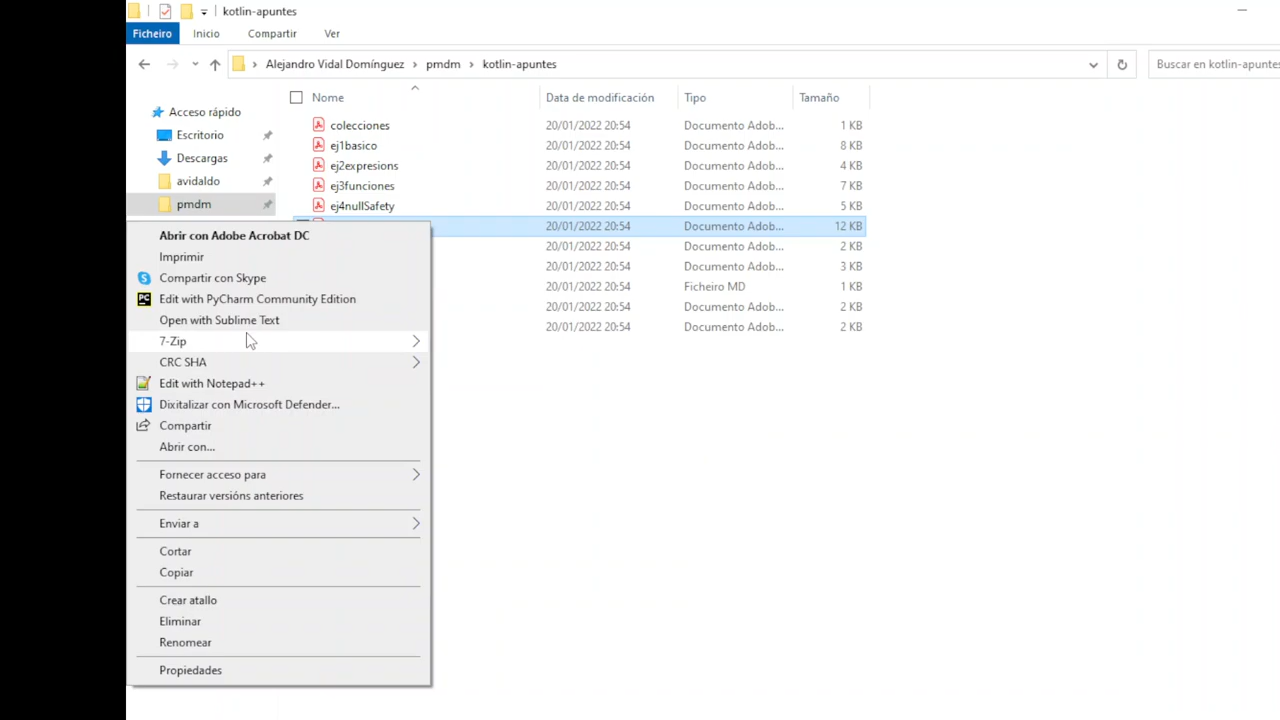 kotlin-apuntes
Ficheiro Inicio Compartir Ver
Alejandro Vidal Domínguez pmdm kotlin-apuntes Buscar en kotlin-apuntes
Nome Data de modificación Tipo Tamaño
Acceso rápido
Escritorio
Descargas
avidaldo
pmdm
colecciones 20/01/2022 20:54 Documento Adob... 1 KB
ej1basico 20/01/2022 20:54 Documento Adob... 8 KB
ej2expresions 20/01/2022 20:54 Documento Adob... 4 KB
ej3funciones 20/01/2022 20:54 Documento Adob... 7 KB
ej4nullSafety 20/01/2022 20:54 Documento Adob... 5 KB
20/01/2022 20:54 Documento Adob... 12 KB
20/01/2022 20:54 Documento Adob... 2 KB
20/01/2022 20:54 Documento Adob... 3 KB
20/01/2022 20:54 Ficheiro MD 1 KB
20/01/2022 20:54 Documento Adob... 2 KB
20/01/2022 20:54 Documento Adob... 2 KB
Abrir con Adobe Acrobat DC
Imprimir
Compartir con Skype
PC Edit with PyCharm Community Edition
Open with Sublime Text
7-Zip
CRC SHA
Edit with Notepad++
Dixitalizar con Microsoft Defender...
Compartir
Abrir con...
Fornecer acceso para
Restaurar versións anteriores
Enviar a
Cortar
Copiar
Crear atallo
Eliminar
Renomear
Propiedades